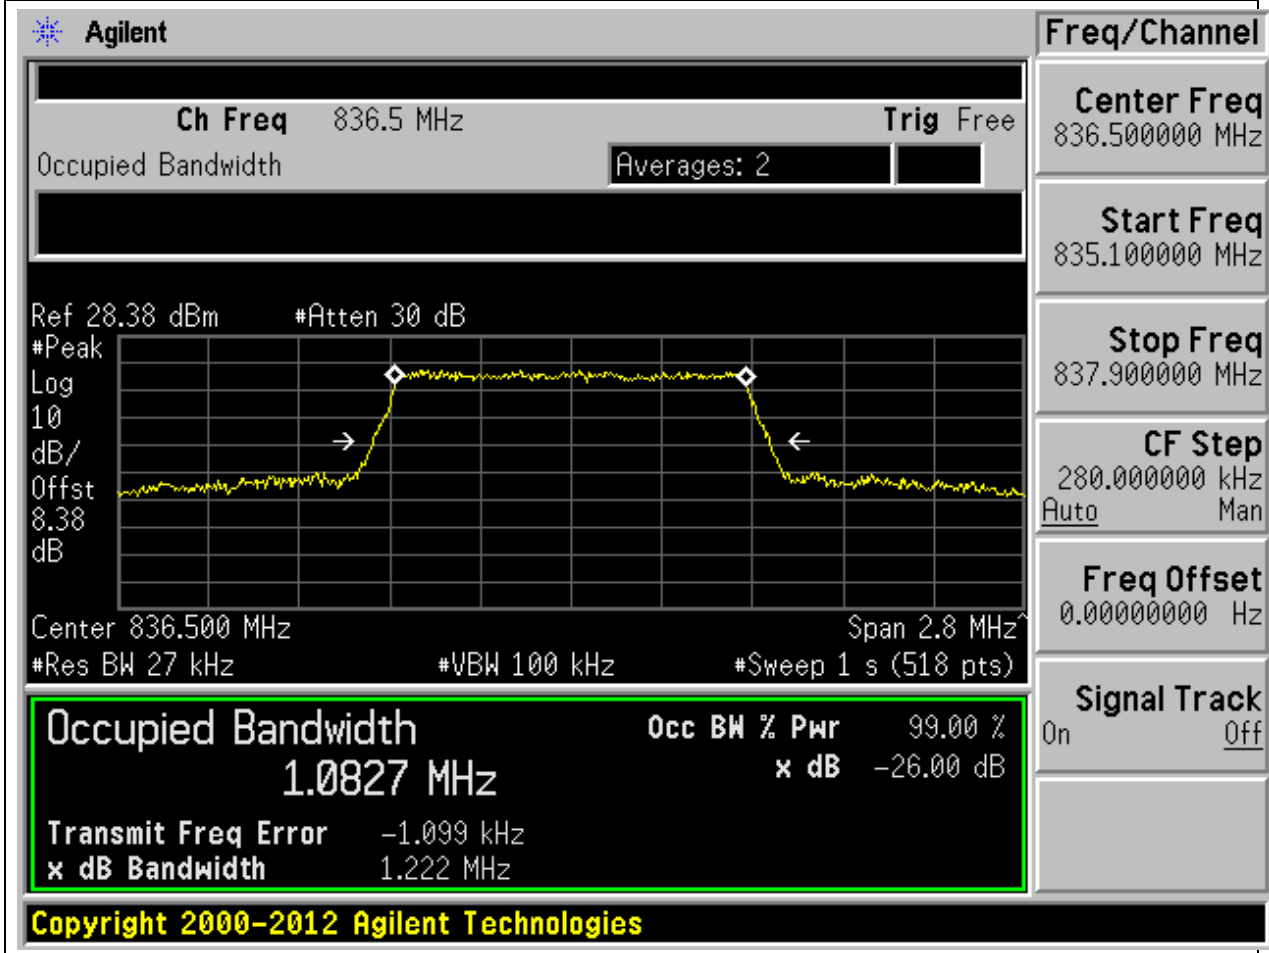 Agilent
Freq/Channel
Ch Freq 836.5 MHz Trig Free
Occupied Bandwidth Averages: 2
Center Freq
836.500000 MHz
Start Freq
835.100000 MHz
Stop Freq
837.900000 MHz
CF Step
280.000000 kHz
Auto Man
Freq Offset
0.00000000 Hz
Signal Track
On Off
Ref 28.38 dBm #Atten 30 dB
#Peak
Log
10
dB/
Offst
8.38
dB
Center 836.500 MHz Span 2.8 MHz^
#Res BW 27 kHz #VBW 100 kHz #Sweep 1 s (518 pts)
Occupied Bandwidth Occ BW % Pwr 99.00 %
1.0827 MHz x dB -26.00 dB
Transmit Freq Error -1.099 kHz
x dB Bandwidth 1.222 MHz
Copyright 2000-2012 Agilent Technologies